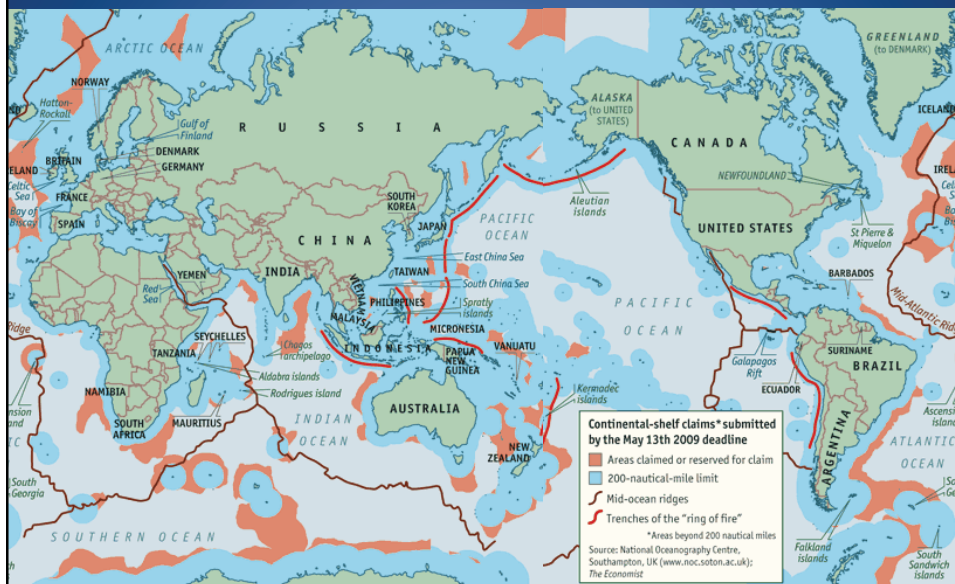 ARCTIC OCEAN
GREENLAND
(to DENMARK)
NORWAY
Hatton-
Rockall
Gulf of
Finland
ALASKA
(to UNITED
STATES)
ICELAND
R U S S I A
C A N A D A
BRITAIN
DENMARK
GERMANY
IRELAND
Celtic
Sea
FRANCE
Bay of
Biscay
SPAIN
NEWFOUNDLAND
SOUTH
KOREA
JAPAN
PACIFIC
OCEAN
Aleutian
islands
UNITED STATES
St Pierre &
Miquelon
C H I N A
East China Sea
YEMEN
INDIA
TAIWAN
South China Sea
Red
Sea
VIETNAM
PHILIPPINES
Spratly
islands
MALAYSIA
PACIFIC
OCEAN
BARBADOS
Mid-Atlantic Ridge
Ridge
SEYCHELLES
MICRONESIA
TANZANIA
Chagos
archipelago
INDONESIA
PAPUA
NEW
GUINEA
VANUATU
Galapagos
Rift
SURINAME
BRAZIL
Aldabra islands
ECUADOR
NAMIBIA
Rodrigues island
Kermadec
islands
MAURITIUS
AUSTRALIA
SOUTH
AFRICA
INDIAN
OCEAN
NEW
ZEALAND
ARGENTINA
ATLANTIC
OCEAN
South
Georgia
SOUTHERN OCEAN
Falkland
islands
South
Sandwich
islands
Continental-shelf claims* submitted
by the May 13th 2009 deadline
Areas claimed or reserved for claim
200-nautical-mile limit
Mid-ocean ridges
Trenches of the “ring of fire”
*Areas beyond 200 nautical miles
Source: National Oceanography Centre,
Southampton, UK (www.noc.soton.ac.uk);
The Economist